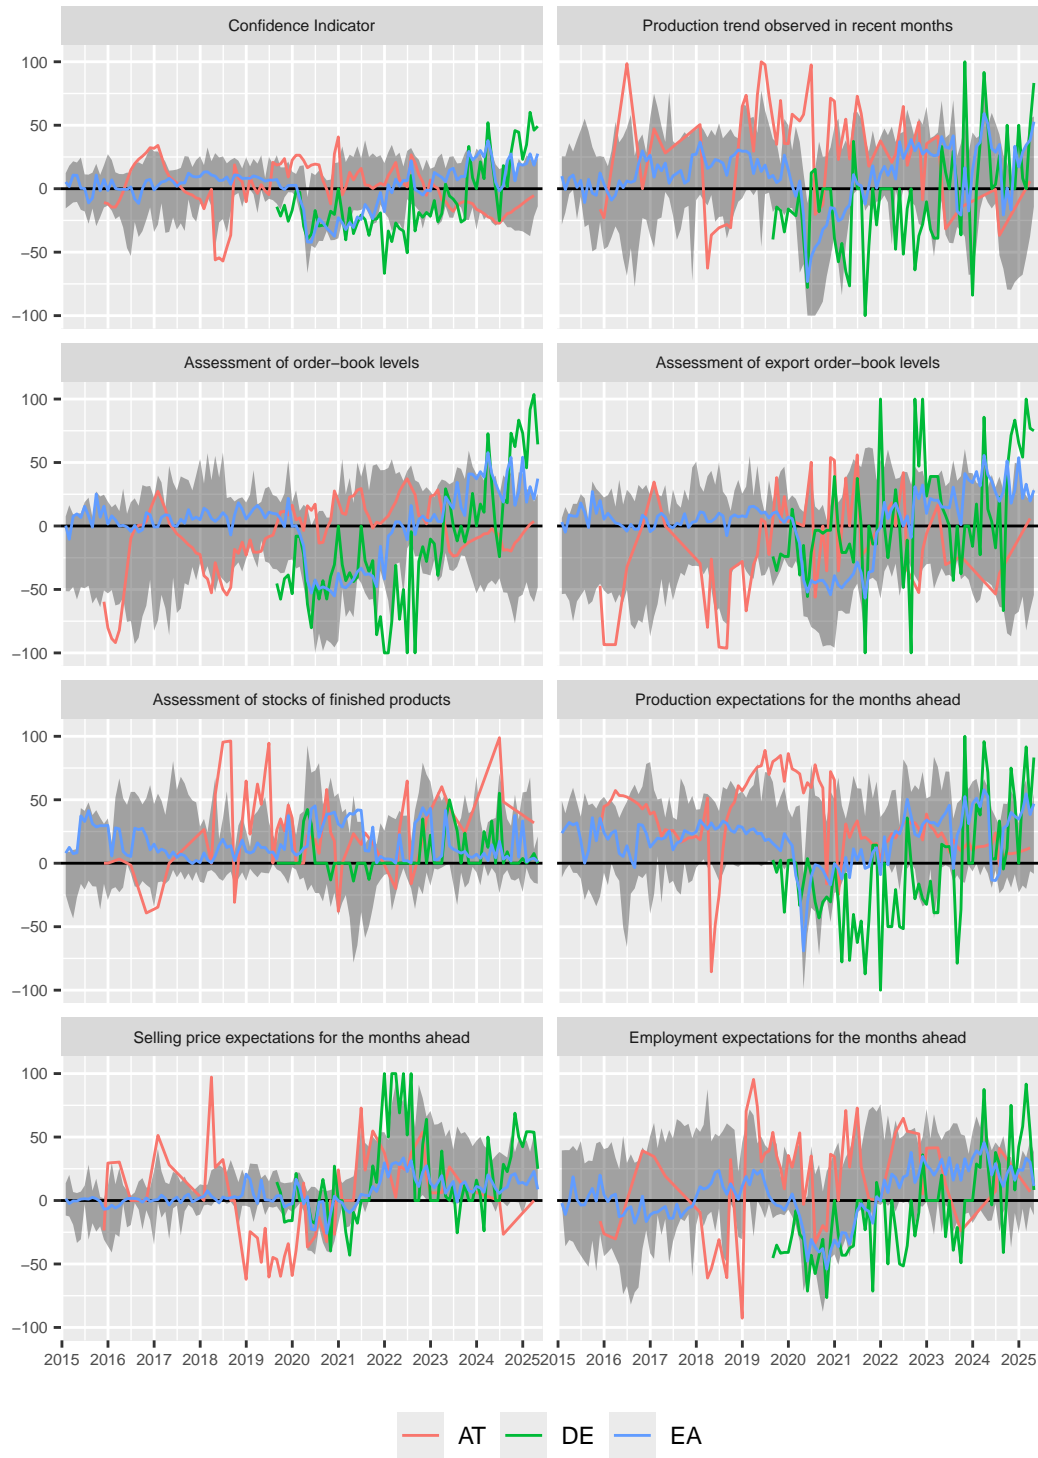 Confidence Indicator
Production trend observed in recent months
100
50
0
−50
−100
Assessment of order−book levels
Assessment of export order−book levels
100
50
0
−50
−100
Assessment of stocks of finished products
Production expectations for the months ahead
100
50
0
−50
−100
Selling price expectations for the months ahead
Employment expectations for the months ahead
100
50
0
−50
−100
2015 2016 2017 2018 2019 2020 2021 2022 2023 2024 2025
2015 2016 2017 2018 2019 2020 2021 2022 2023 2024 2025
AT DE EA